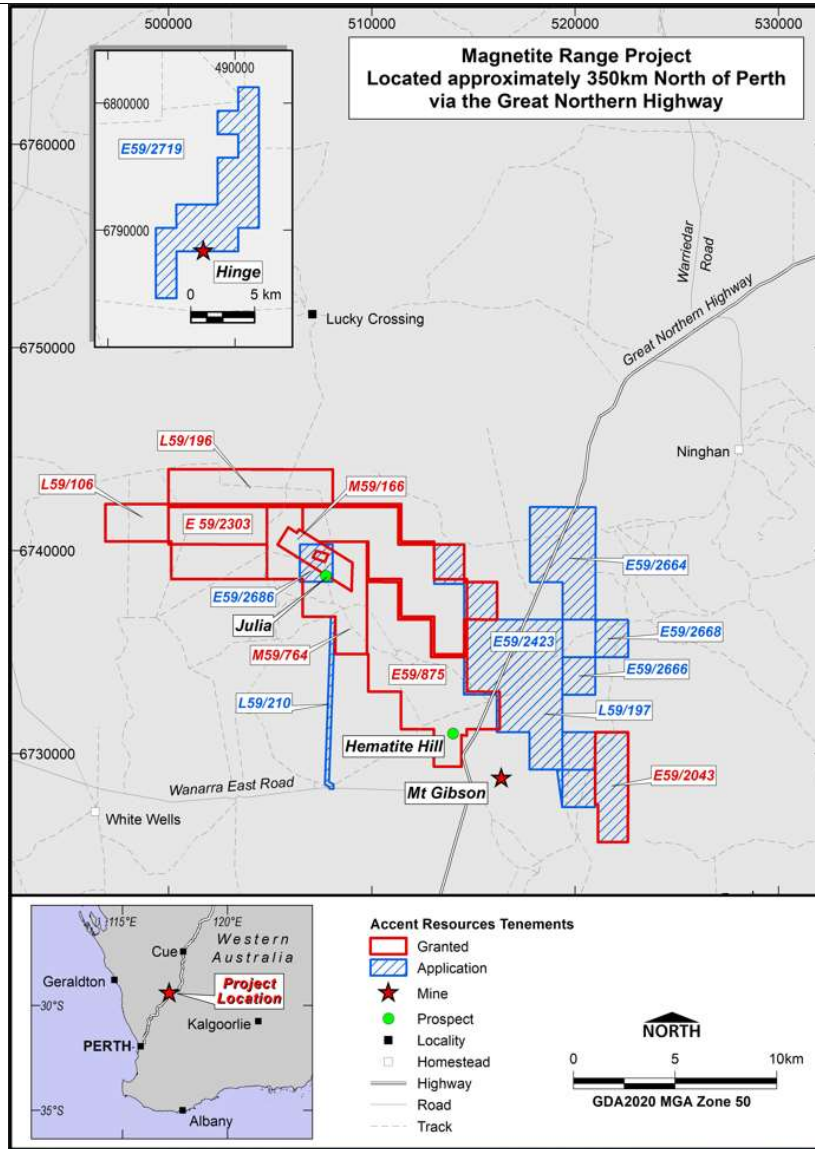 500000
510000
520000
530000
Magnetite Range Project
Located approximately 350km North of Perth
via the Great Northern Highway
490000
6800000
E59/2719
6790000
Hinge
0 5 km
6760000
Warriedar
Road
Great Northern Highway
Lucky Crossing
6750000
Ninghan
L59/196
L59/106
M59/166
E 59/2303
6740000
E59/2664
E59/2686
Julia
E59/2423
E59/2668
M59/764
E59/875
E59/2666
L59/210
L59/197
Hematite Hill
6730000
E59/2043
Wanarra East Road
Mt Gibson
White Wells
115°E
120°E
Western
Australia
Cue
Geraldton
Project
Location
30°S
Kalgoorlie
PERTH
35°S
Albany
Accent Resources Tenements
Granted
Application
Mine
Prospect
Locality
Homestead
Highway
Road
Track
NORTH
0 5 10km
GDA2020 MGA Zone 50